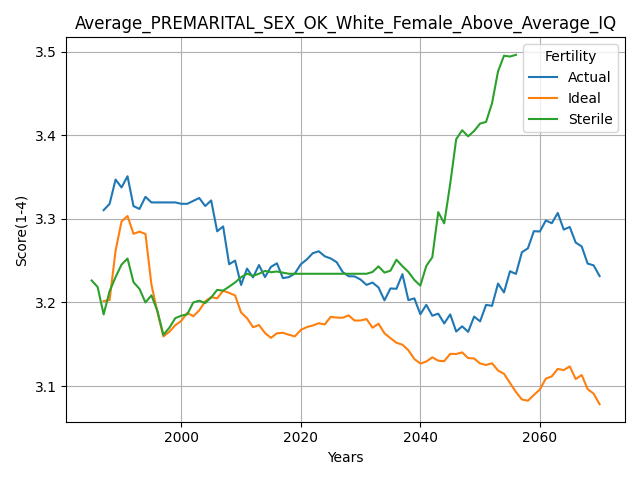 Average_PREMARITAL_SEX_OK_White_Female_Above_Average_IQ
Score(1-4)
3.5
3.4
3.3
3.2
3.1
Fertility
Actual
Ideal
Sterile
2000 2020 2040 2060
Years